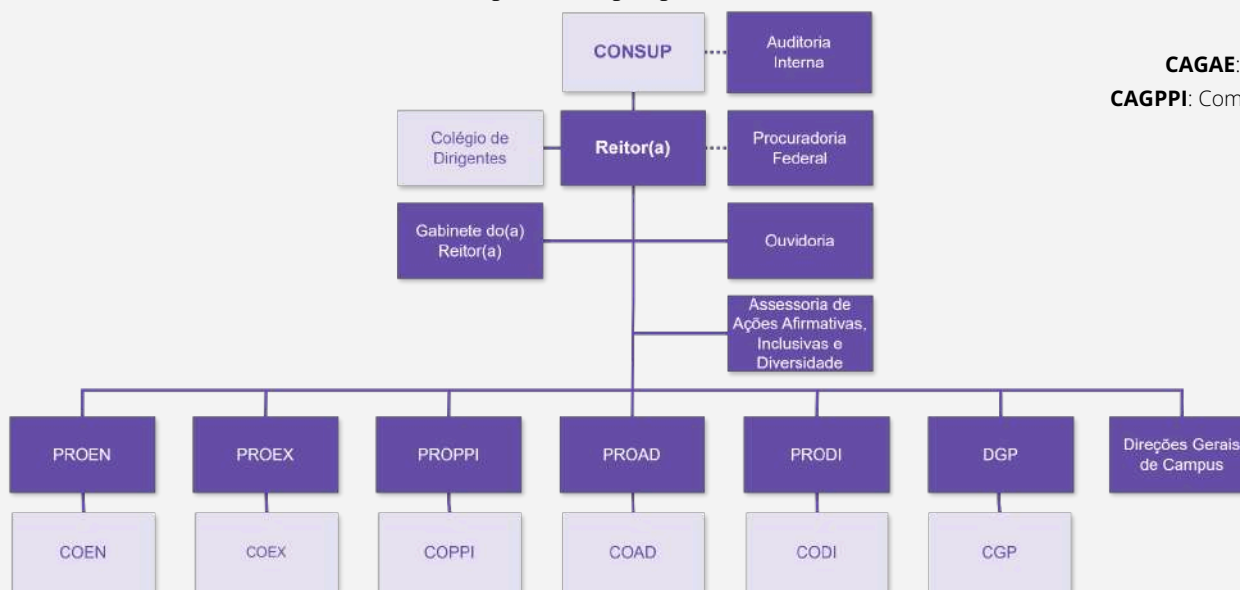 CONSUP
Auditoria
Interna
CAGAE:
CAGPPI: Com
Colégio de
Dirigentes
Reitor(a)
Procuradoria
Federal
Gabinete do(a)
Reitor(a)
Ouvidoria
Assessoria de
Ações Afirmativas,
Inclusivas e
Diversidade
PROEN
PROEX
PROPPI
PROAD
PRODI
DGP
Direções Gerais
de Campus
COEN
COEX
COPPI
COAD
CODI
CGP